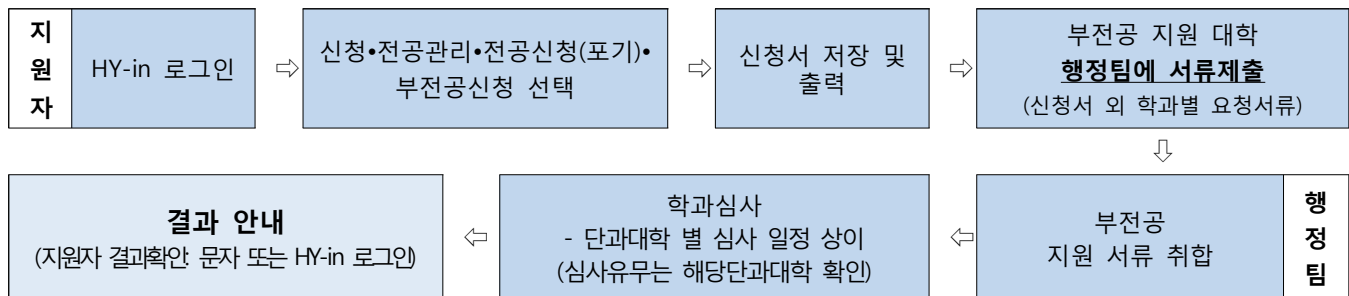 지
원
자
HY-in 로그인
⇨
신청•전공관리•전공신청(포기)•
부전공신청 선택
⇨
신청서 저장 및
출력
⇨
부전공 지원 대학
행정팀에 서류제출
(신청서 외 학과별 요청서류)
⇩
결과 안내
(지원자 결과확인: 문자 또는 HY-in 로그인)
⇦
학과심사
- 단과대학 별 심사 일정 상이
(심사유무는 해당단과대학 확인)
⇦
부전공
지원 서류 취합
행
정
팀